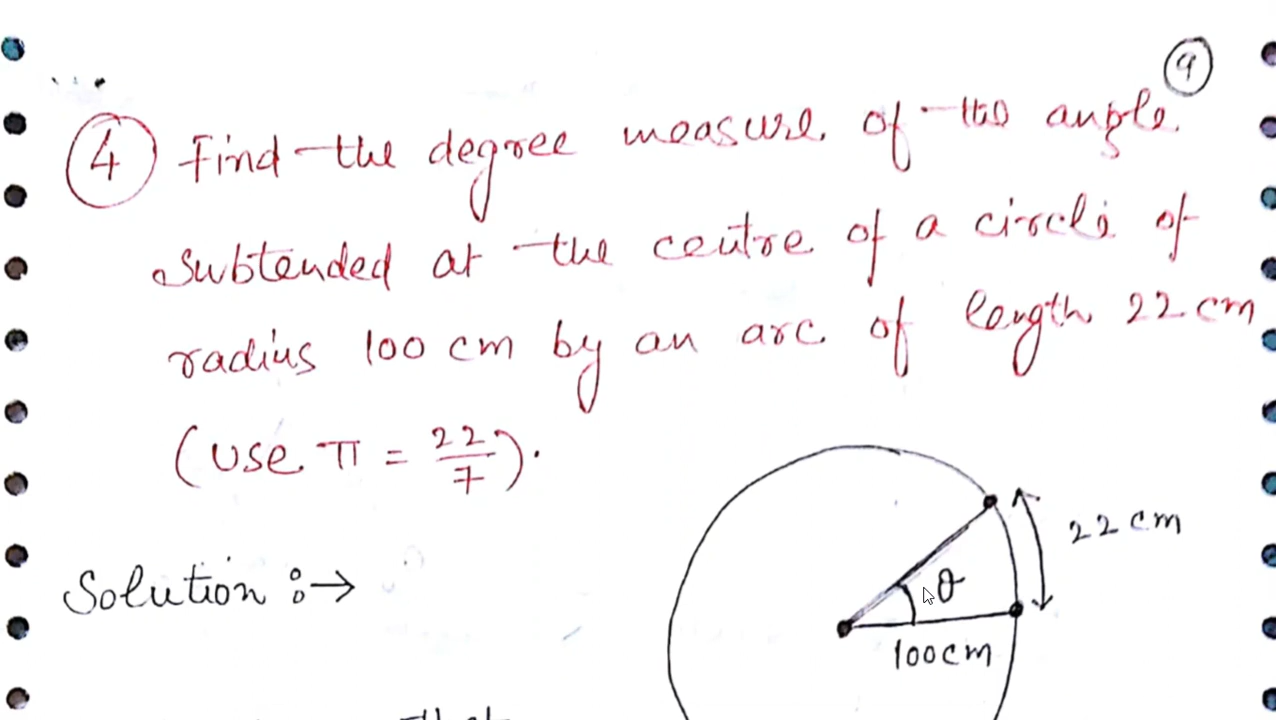 9
4 Find the degree measure of the angle
subtended at the centre of a circle of
radius 100 cm by an arc of length 22 cm
(use π = 22/7).
22 cm
Solution :→
θ
100cm
that